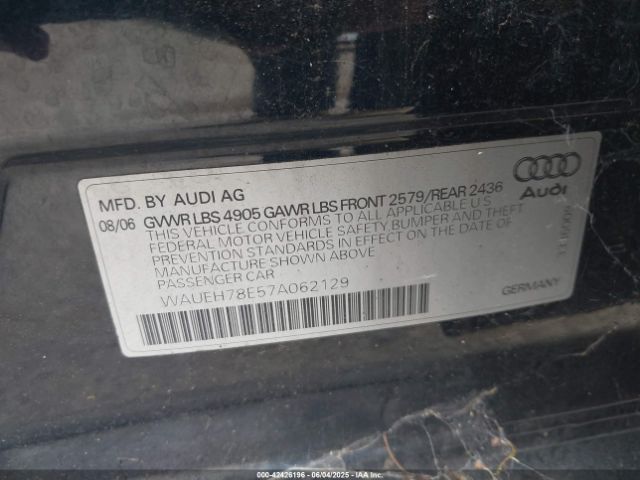 MFD. BY AUDI AG
08/06 GVWR LBS 4905 GAWR LBS FRONT 2579/REAR 2436
THIS VEHICLE CONFORMS TO ALL APPLICABLE U.S
FEDERAL MOTOR VEHICLE SAFETY,BUMPER AND THEFT
PREVENTION STANDARDS IN EFFECT ON THE DATE OF
MANUFACTURE SHOWN ABOVE
PASSENGER CAR
WAUEH78E57A062129
Audi
GERMANY
000-42426196 - 06/04/2025 - IAAI.com